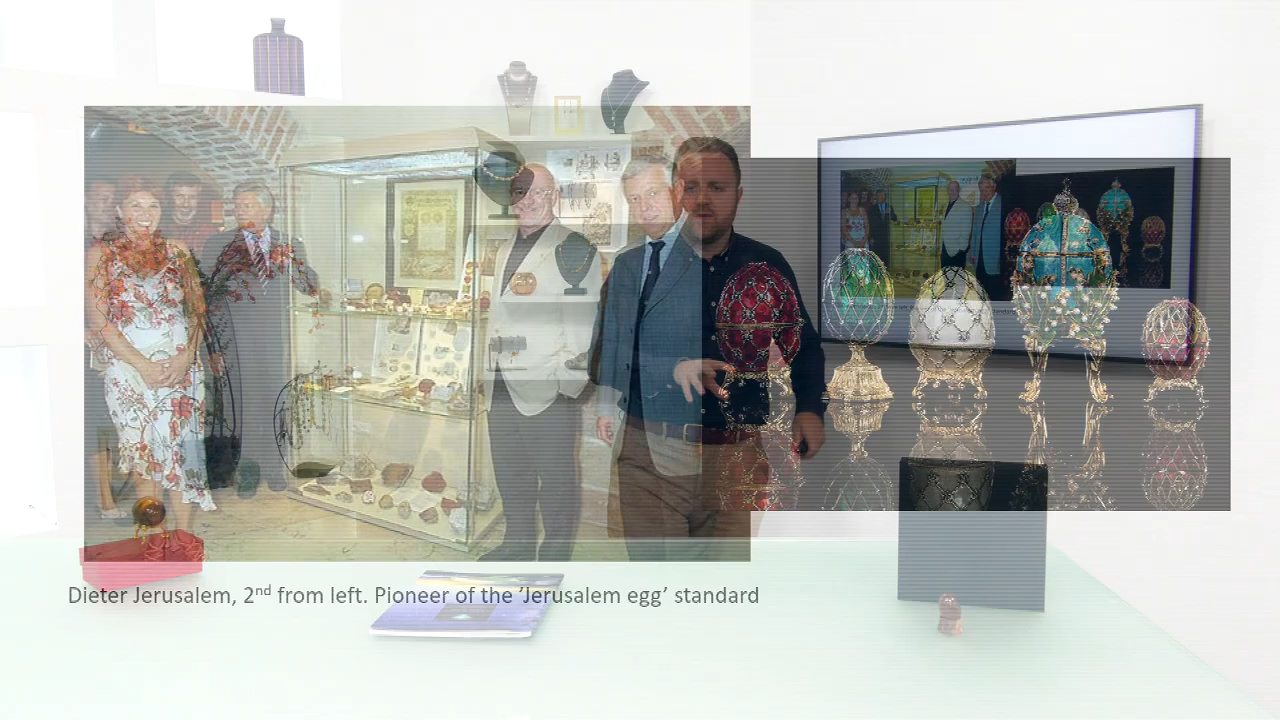 Dieter Jerusalem, 2nd from left. Pioneer of the ’Jerusalem egg’ standard